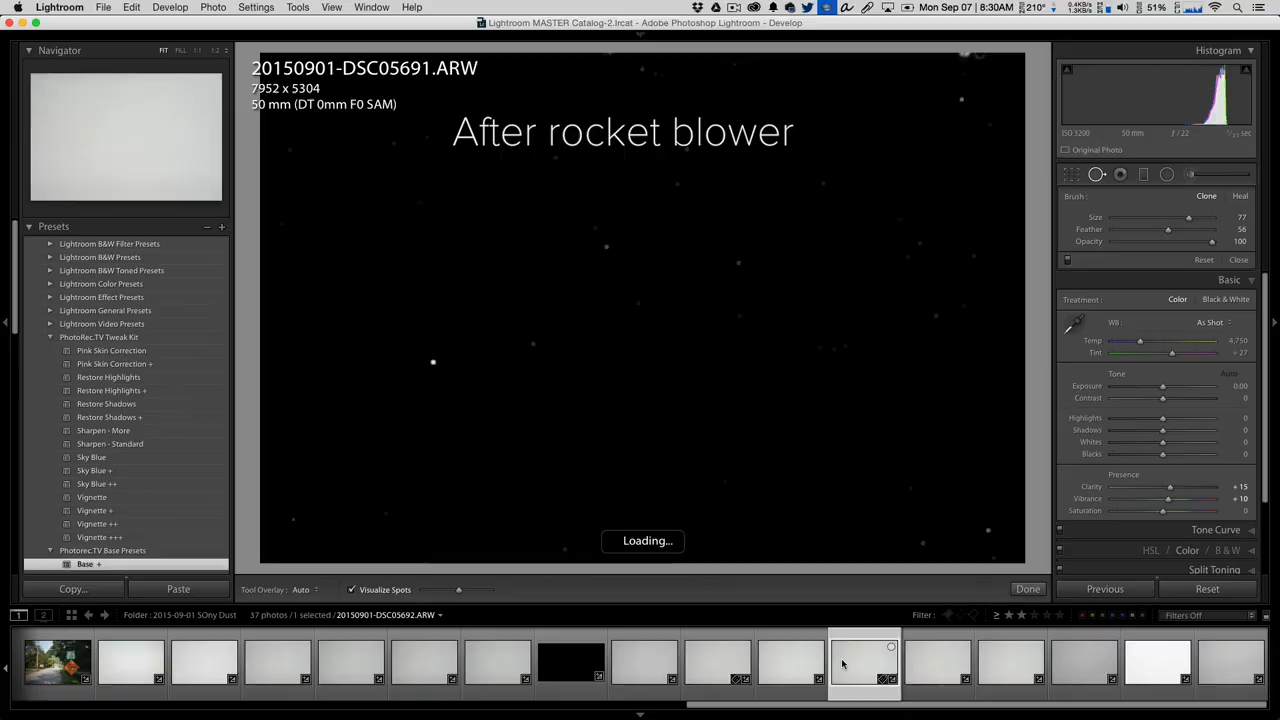 Lightroom File Edit Develop Photo Settings Tools View Window Help
210° 0.4KB/s 1.3KB/s 51% Mon Sep 07 8:30AM
Lightroom MASTER Catalog-2.lrcat - Adobe Photoshop Lightroom - Develop
Navigator FIT FILL 1:1 1:2
Presets
Lightroom B&W Filter Presets
Lightroom B&W Presets
Lightroom B&W Toned Presets
Lightroom Color Presets
Lightroom Effect Presets
Lightroom General Presets
Lightroom Video Presets
PhotoRec.TV Tweak Kit
Pink Skin Correction
Pink Skin Correction +
Restore Highlights
Restore Highlights +
Restore Shadows
Restore Shadows +
Sharpen - More
Sharpen - Standard
Sky Blue
Sky Blue +
Sky Blue ++
Vignette
Vignette +
Vignette ++
Vignette +++
Photorec.TV Base Presets
Base +
Copy... Paste
20150901-DSC05691.ARW
7952 x 5304
50 mm (DT 0mm F0 SAM)
After rocket blower
Loading...
Tool Overlay: Auto Visualize Spots Done
Histogram
ISO 3200 50 mm f / 22
Original Photo
Brush: Clone Heal
Size 77
Feather 56
Opacity 100
Reset Close
Basic
Treatment: Color Black & White
WB: As Shot
Temp 4,750
Tint + 27
Tone Auto
Exposure 0.00
Contrast 0
Highlights 0
Shadows 0
Whites 0
Blacks 0
Presence
Clarity + 15
Vibrance + 10
Saturation 0
Tone Curve
HSL / Color / B & W
Split Toning
Previous Reset
1 2 Folder : 2015-09-01 SOny Dust 37 photos / 1 selected / 20150901-DSC05692.ARW Filter : Filters Off